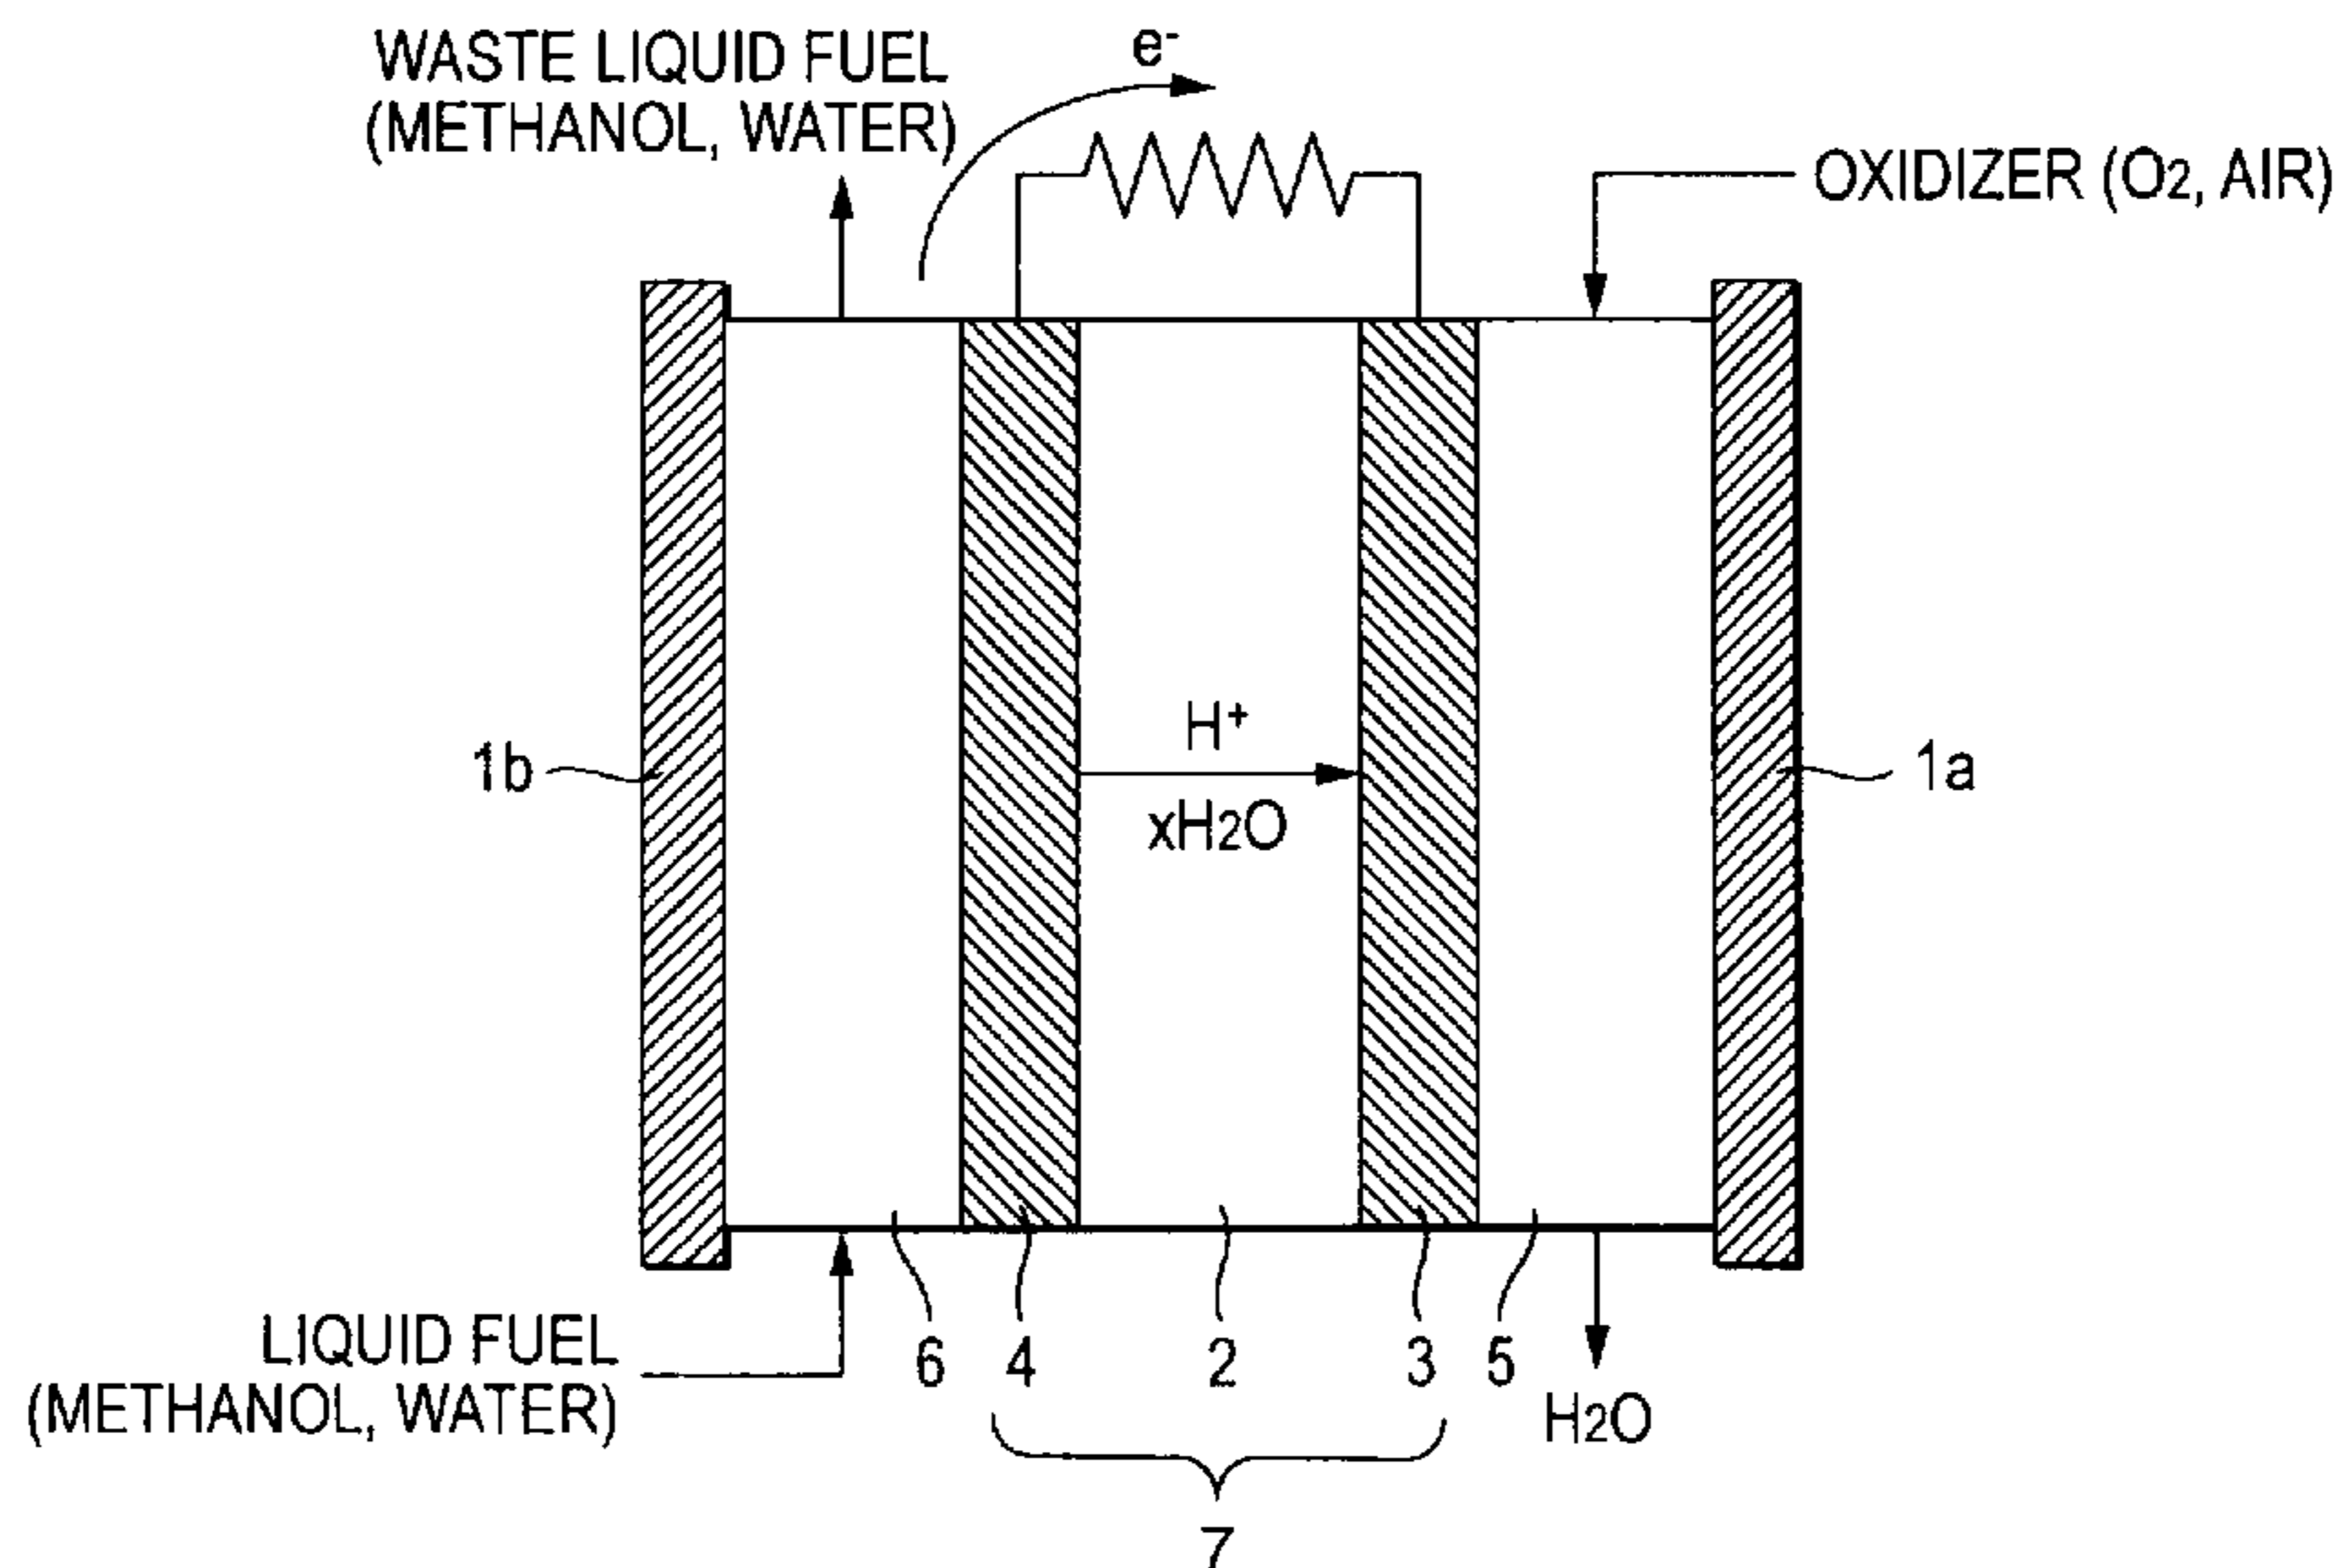 WASTE LIQUID FUEL
(METHANOL, WATER)
e-
OXIDIZER (O2, AIR)
H+
xH2O
1b
1a
LIQUID FUEL
(METHANOL, WATER)
6 4 2 3 5
H2O
7